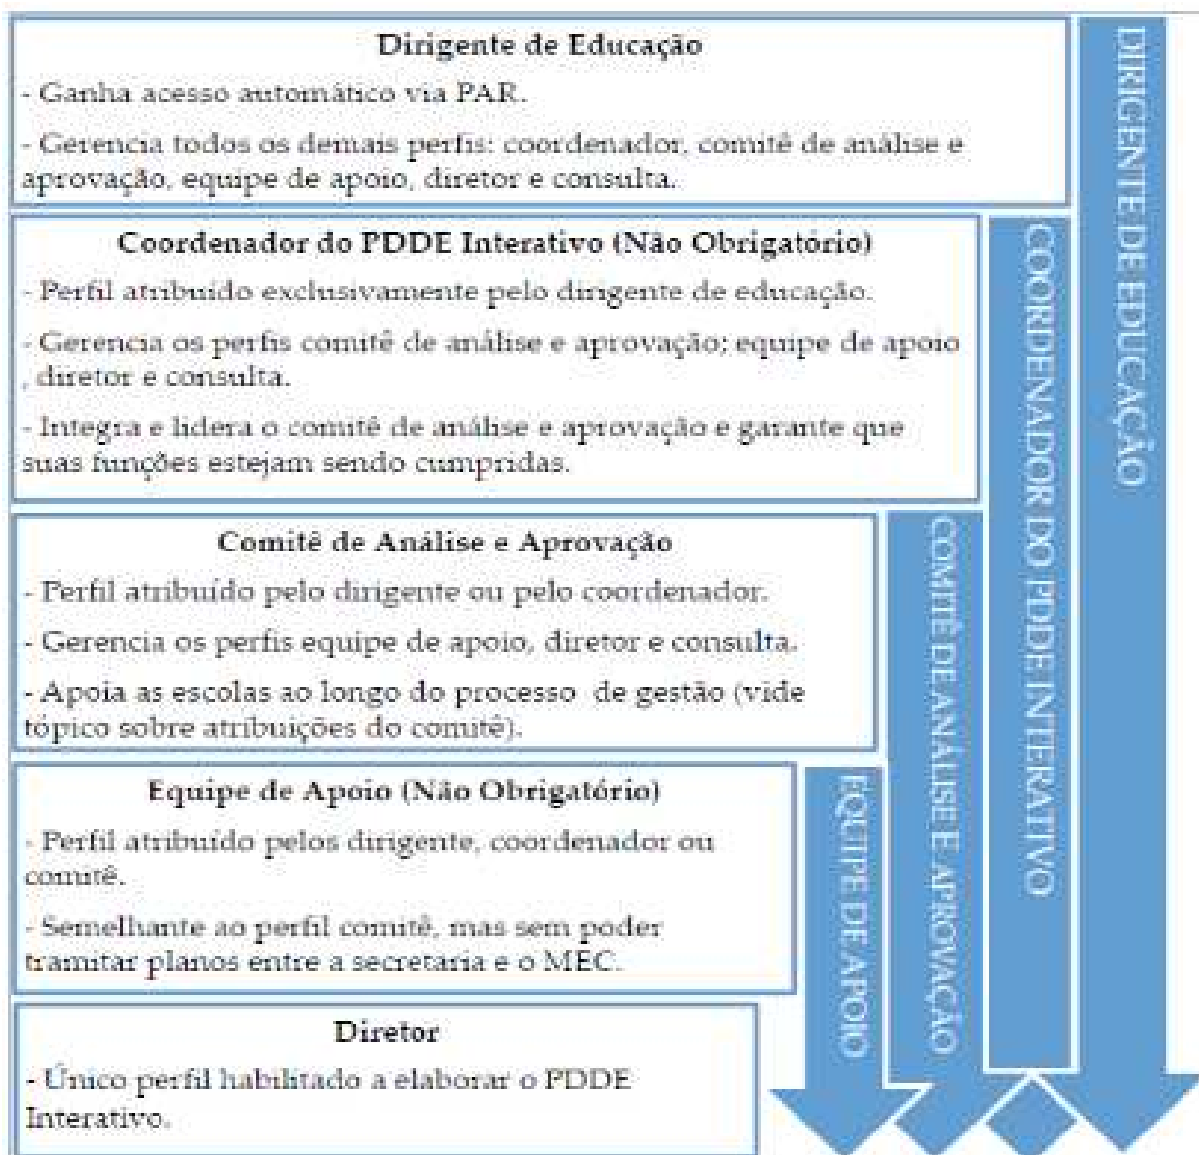 Dirigente de Educação
- Ganha acesso automático via PAR.
- Gerencia todos os demais perfis: coordenador, comitê de análise e
aprovação, equipe de apoio, diretor e consulta.
Coordenador do PDDE Interativo (Não Obrigatório)
- Perfil atribuído exclusivamente pelo dirigente de educação.
- Gerencia os perfis comitê de análise e aprovação; equipe de apoio
, diretor e consulta.
- Integra e lidera o comitê de análise e aprovação e garante que
suas funções estejam sendo cumpridas.
Comitê de Análise e Aprovação
- Perfil atribuído pelo dirigente ou pelo coordenador.
- Gerencia os perfis equipe de apoio, diretor e consulta.
- Apoia as escolas ao longo do processo de gestão (vide
tópico sobre atribuições do comitê).
Equipe de Apoio (Não Obrigatório)
- Perfil atribuído pelos dirigente, coordenador ou
comitê.
- Semelhante ao perfil comitê, mas sem poder
tramitar planos entre a secretaria e o MEC.
Diretor
- Único perfil habilitado a elaborar o PDDE
Interativo.
EQUIPE DE APOIO
COMITÊ DE ANÁLISE E APROVAÇÃO
COORDENADOR DO PDDE INTERATIVO
DIRIGENTE DE EDUCAÇÃO